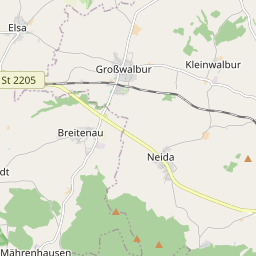 Elsa
Großwalbur
Kleinwalbur
St 2205
Breitenau
Neida
dt
Mährenhausen